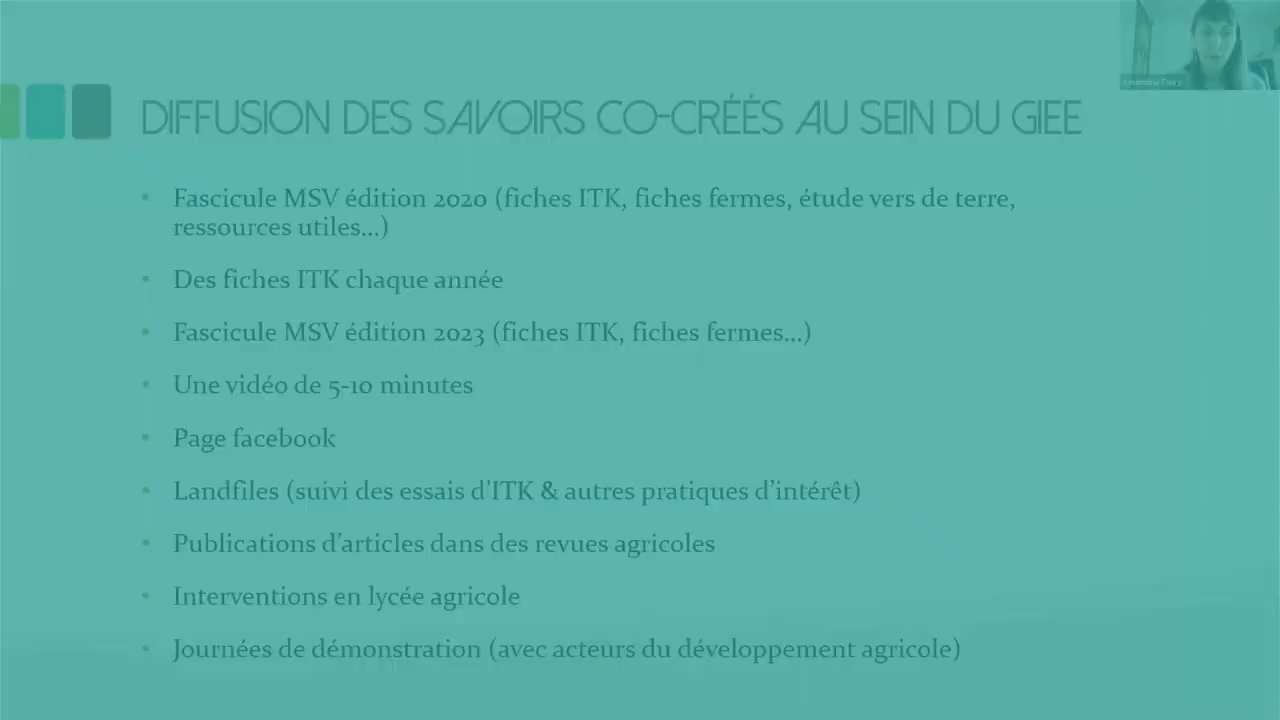 DIFFUSION DES SAVOIRS CO-CRÉÉS AU SEIN DU GIEE
• Fascicule MSV édition 2020 (fiches ITK, fiches fermes, étude vers de terre,
ressources utiles...)
• Des fiches ITK chaque année
• Fascicule MSV édition 2023 (fiches ITK, fiches fermes...)
• Une vidéo de 5-10 minutes
• Page facebook
• Landfiles (suivi des essais d'ITK & autres pratiques d’intérêt)
• Publications d’articles dans des revues agricoles
• Interventions en lycée agricole
• Journées de démonstration (avec acteurs du développement agricole)